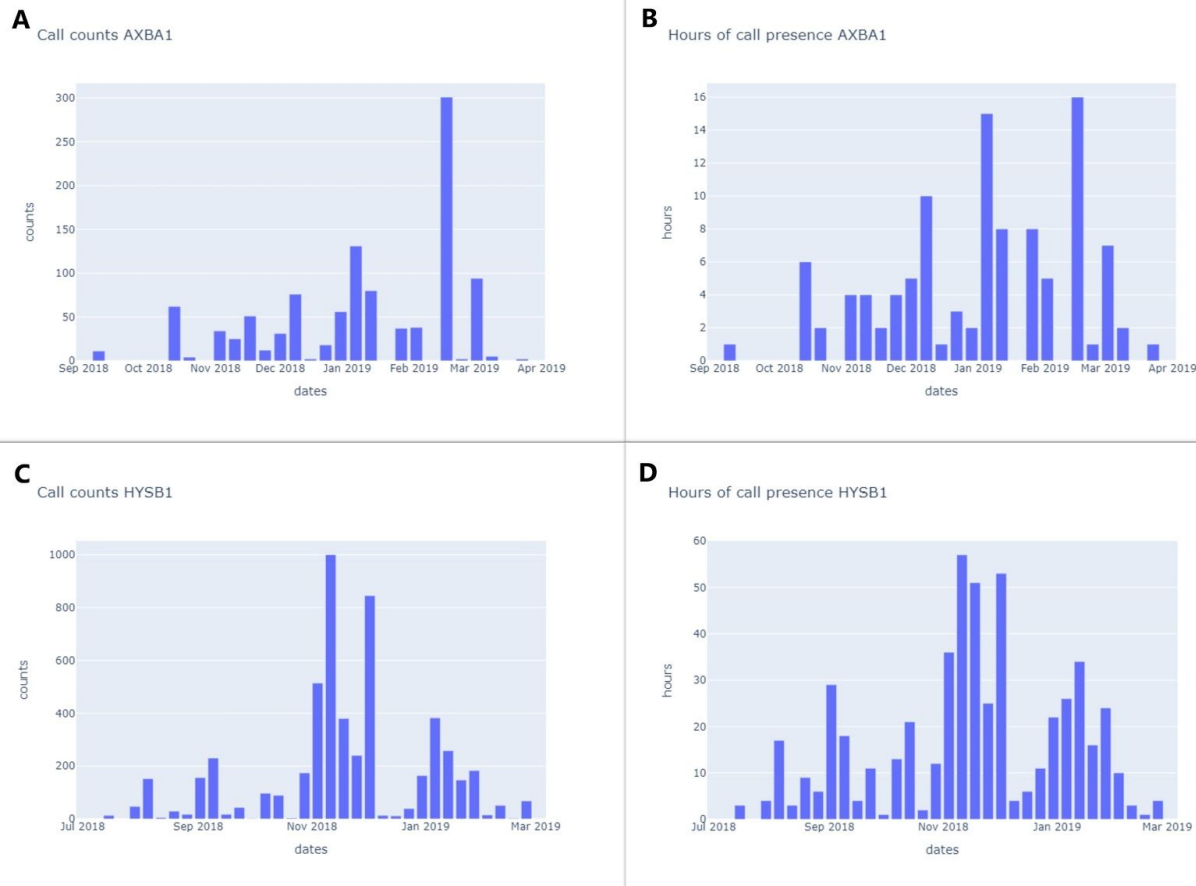 A
Call counts AXBA1
300
250
200
150
100
50
0
counts
Sep 2018 Oct 2018 Nov 2018 Dec 2018 Jan 2019 Feb 2019 Mar 2019 Apr 2019
dates
B
Hours of call presence AXBA1
16
14
12
10
8
6
4
2
0
hours
Sep 2018 Oct 2018 Nov 2018 Dec 2018 Jan 2019 Feb 2019 Mar 2019 Apr 2019
dates
C
Call counts HYSB1
1000
800
600
400
200
0
counts
Jul 2018 Sep 2018 Nov 2018 Jan 2019 Mar 2019
dates
D
Hours of call presence HYSB1
60
50
40
30
20
10
0
hours
Jul 2018 Sep 2018 Nov 2018 Jan 2019 Mar 2019
dates